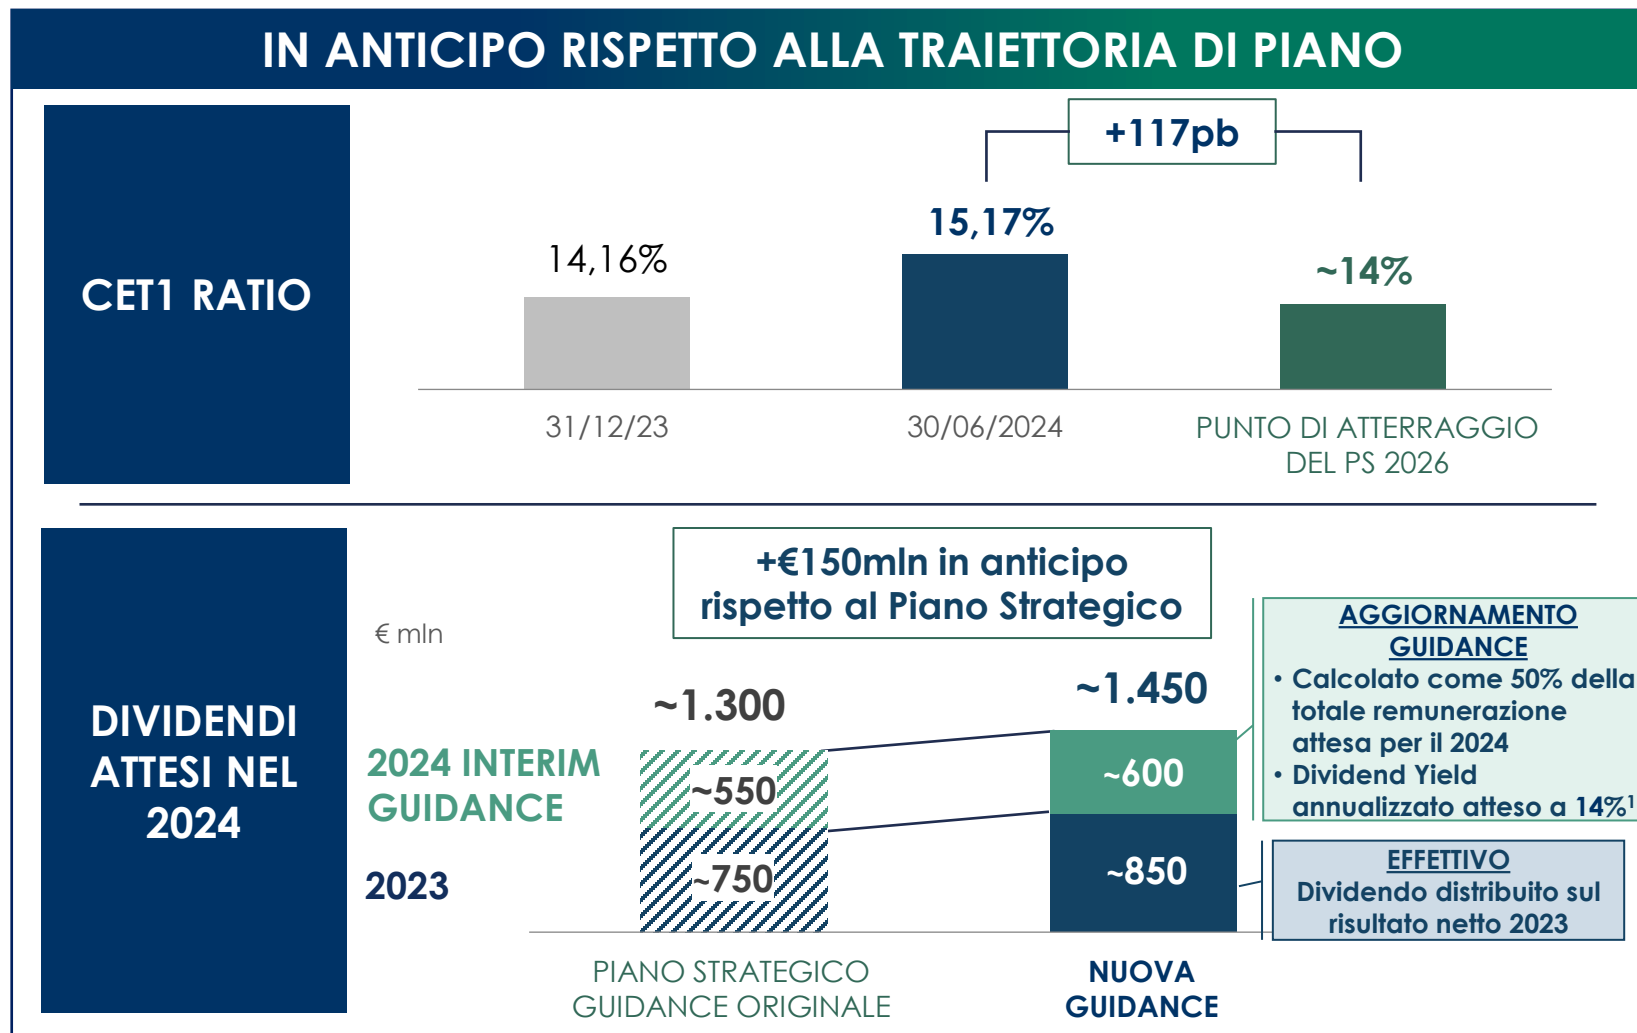 IN ANTICIPO RISPETTO ALLA TRAIETTORIA DI PIANO
CET1 RATIO
+117pb
14,16%
15,17%
~14%
31/12/23
30/06/2024
PUNTO DI ATTERRAGGIO
DEL PS 2026
DIVIDENDI
ATTESI NEL
2024
+€150mln in anticipo
rispetto al Piano Strategico
€ mln
~1.300
~1.450
2024 INTERIM
GUIDANCE
~550
~600
2023
~750
~850
PIANO STRATEGICO
GUIDANCE ORIGINALE
NUOVA
GUIDANCE
AGGIORNAMENTO
GUIDANCE
• Calcolato come 50% della
totale remunerazione
attesa per il 2024
• Dividend Yield
annualizzato atteso a 14%¹
EFFETTIVO
Dividendo distribuito sul
risultato netto 2023